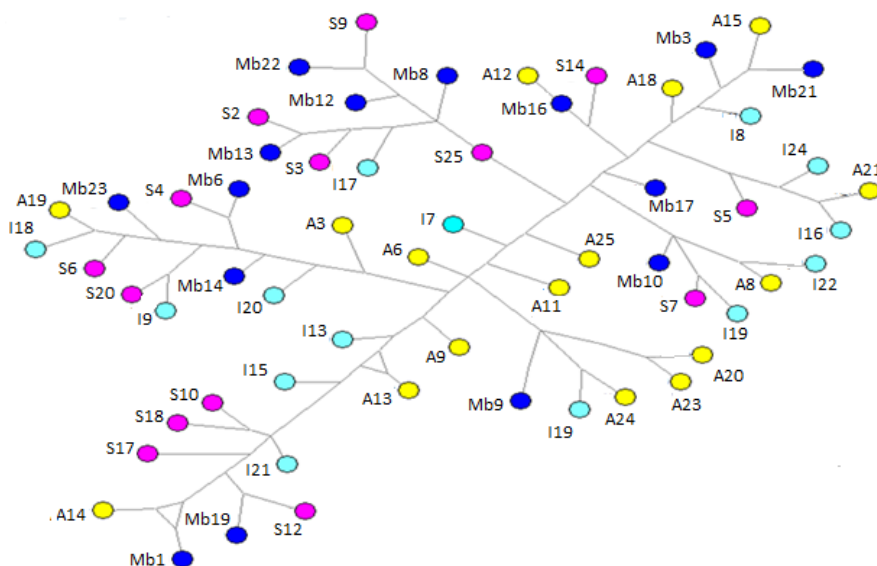 S9
A15
Mb3
Mb22
Mb8
A12
S14
A18
Mb21
Mb12
Mb16
S2
I8
Mb13
S3
S25
I24
I17
A21
S4
Mb6
Mb23
A19
Mb17
S5
I18
A3
I7
I16
A6
A25
S6
Mb14
Mb10
A8
I22
S20
A11
S7
I9
I20
I19
I13
A9
I15
A20
A13
Mb9
A23
S10
A24
S18
I19
S17
I21
A14
Mb19
S12
Mb1